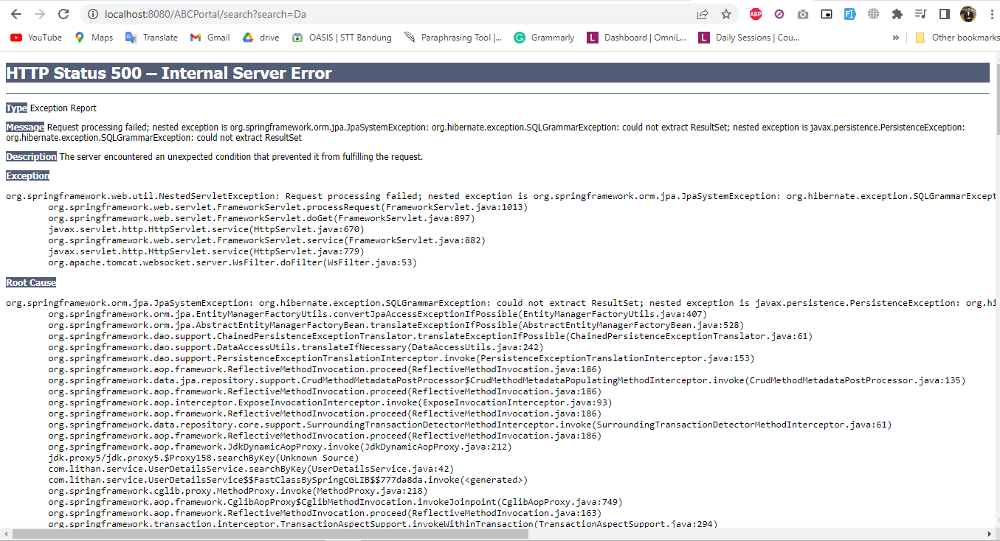 localhost:8080/ABCPortal/search?search=Da
ABP
YouTube Maps Translate Gmail drive OASIS | STT Bandung Paraphrasing Tool |... Grammarly L Dashboard | OmniL... L Daily Sessions | Cou... » Other bookmarks
HTTP Status 500 – Internal Server Error
Type Exception Report
Message Request processing failed; nested exception is org.springframework.orm.jpa.JpaSystemException: org.hibernate.exception.SQLGrammarException: could not extract ResultSet; nested exception is javax.persistence.PersistenceException:
org.hibernate.exception.SQLGrammarException: could not extract ResultSet
Description The server encountered an unexpected condition that prevented it from fulfilling the request.
Exception
org.springframework.web.util.NestedServletException: Request processing failed; nested exception is org.springframework.orm.jpa.JpaSystemException: org.hibernate.exception.SQLGrammarExcept
org.springframework.web.servlet.FrameworkServlet.processRequest(FrameworkServlet.java:1013)
org.springframework.web.servlet.FrameworkServlet.doGet(FrameworkServlet.java:897)
javax.servlet.http.HttpServlet.service(HttpServlet.java:670)
org.springframework.web.servlet.FrameworkServlet.service(FrameworkServlet.java:882)
javax.servlet.http.HttpServlet.service(HttpServlet.java:779)
org.apache.tomcat.websocket.server.WsFilter.doFilter(WsFilter.java:53)
Root Cause
org.springframework.orm.jpa.JpaSystemException: org.hibernate.exception.SQLGrammarException: could not extract ResultSet; nested exception is javax.persistence.PersistenceException: org.hi
org.springframework.orm.jpa.EntityManagerFactoryUtils.convertJpaAccessExceptionIfPossible(EntityManagerFactoryUtils.java:407)
org.springframework.orm.jpa.AbstractEntityManagerFactoryBean.translateExceptionIfPossible(AbstractEntityManagerFactoryBean.java:528)
org.springframework.dao.support.ChainedPersistenceExceptionTranslator.translateExceptionIfPossible(ChainedPersistenceExceptionTranslator.java:61)
org.springframework.dao.support.DataAccessUtils.translateIfNecessary(DataAccessUtils.java:242)
org.springframework.dao.support.PersistenceExceptionTranslationInterceptor.invoke(PersistenceExceptionTranslationInterceptor.java:153)
org.springframework.aop.framework.ReflectiveMethodInvocation.proceed(ReflectiveMethodInvocation.java:186)
org.springframework.data.jpa.repository.support.CrudMethodMetadataPostProcessor$CrudMethodMetadataPopulatingMethodInterceptor.invoke(CrudMethodMetadataPostProcessor.java:135)
org.springframework.aop.framework.ReflectiveMethodInvocation.proceed(ReflectiveMethodInvocation.java:186)
org.springframework.aop.interceptor.ExposeInvocationInterceptor.invoke(ExposeInvocationInterceptor.java:93)
org.springframework.aop.framework.ReflectiveMethodInvocation.proceed(ReflectiveMethodInvocation.java:186)
org.springframework.data.repository.core.support.SurroundingTransactionDetectorMethodInterceptor.invoke(SurroundingTransactionDetectorMethodInterceptor.java:61)
org.springframework.aop.framework.ReflectiveMethodInvocation.proceed(ReflectiveMethodInvocation.java:186)
org.springframework.aop.framework.JdkDynamicAopProxy.invoke(JdkDynamicAopProxy.java:212)
jdk.proxy5/jdk.proxy5.$Proxy158.searchByKey(Unknown Source)
com.lithan.service.UserDetailsService.searchByKey(UserDetailsService.java:42)
com.lithan.service.UserDetailsService$$FastClassBySpringCGLIB$$777da8da.invoke(<generated>)
org.springframework.cglib.proxy.MethodProxy.invoke(MethodProxy.java:218)
org.springframework.aop.framework.CglibAopProxy$CglibMethodInvocation.invokeJoinpoint(CglibAopProxy.java:749)
org.springframework.aop.framework.ReflectiveMethodInvocation.proceed(ReflectiveMethodInvocation.java:163)
org.springframework.transaction.interceptor.TransactionAspectSupport.invokeWithinTransaction(TransactionAspectSupport.java:294)